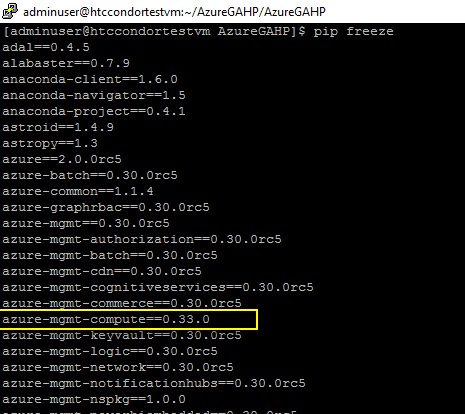 adminuser@htccondortestvm:~/AzureGAHP/AzureGAHP
[adminuser@htccondortestvm AzureGAHP]$ pip freeze
adal==0.4.5
alabaster==0.7.9
anaconda-client==1.6.0
anaconda-navigator==1.5
anaconda-project==0.4.1
astroid==1.4.9
astropy==1.3
azure==2.0.0rc5
azure-batch==0.30.0rc5
azure-common==1.1.4
azure-graphrbac==0.30.0rc5
azure-mgmt==0.30.0rc5
azure-mgmt-authorization==0.30.0rc5
azure-mgmt-batch==0.30.0rc5
azure-mgmt-cdn==0.30.0rc5
azure-mgmt-cognitiveservices==0.30.0rc5
azure-mgmt-commerce==0.30.0rc5
azure-mgmt-compute==0.33.0
azure-mgmt-keyvault==0.30.0rc5
azure-mgmt-logic==0.30.0rc5
azure-mgmt-network==0.30.0rc5
azure-mgmt-notificationhubs==0.30.0rc5
azure-mgmt-nspkg==1.0.0